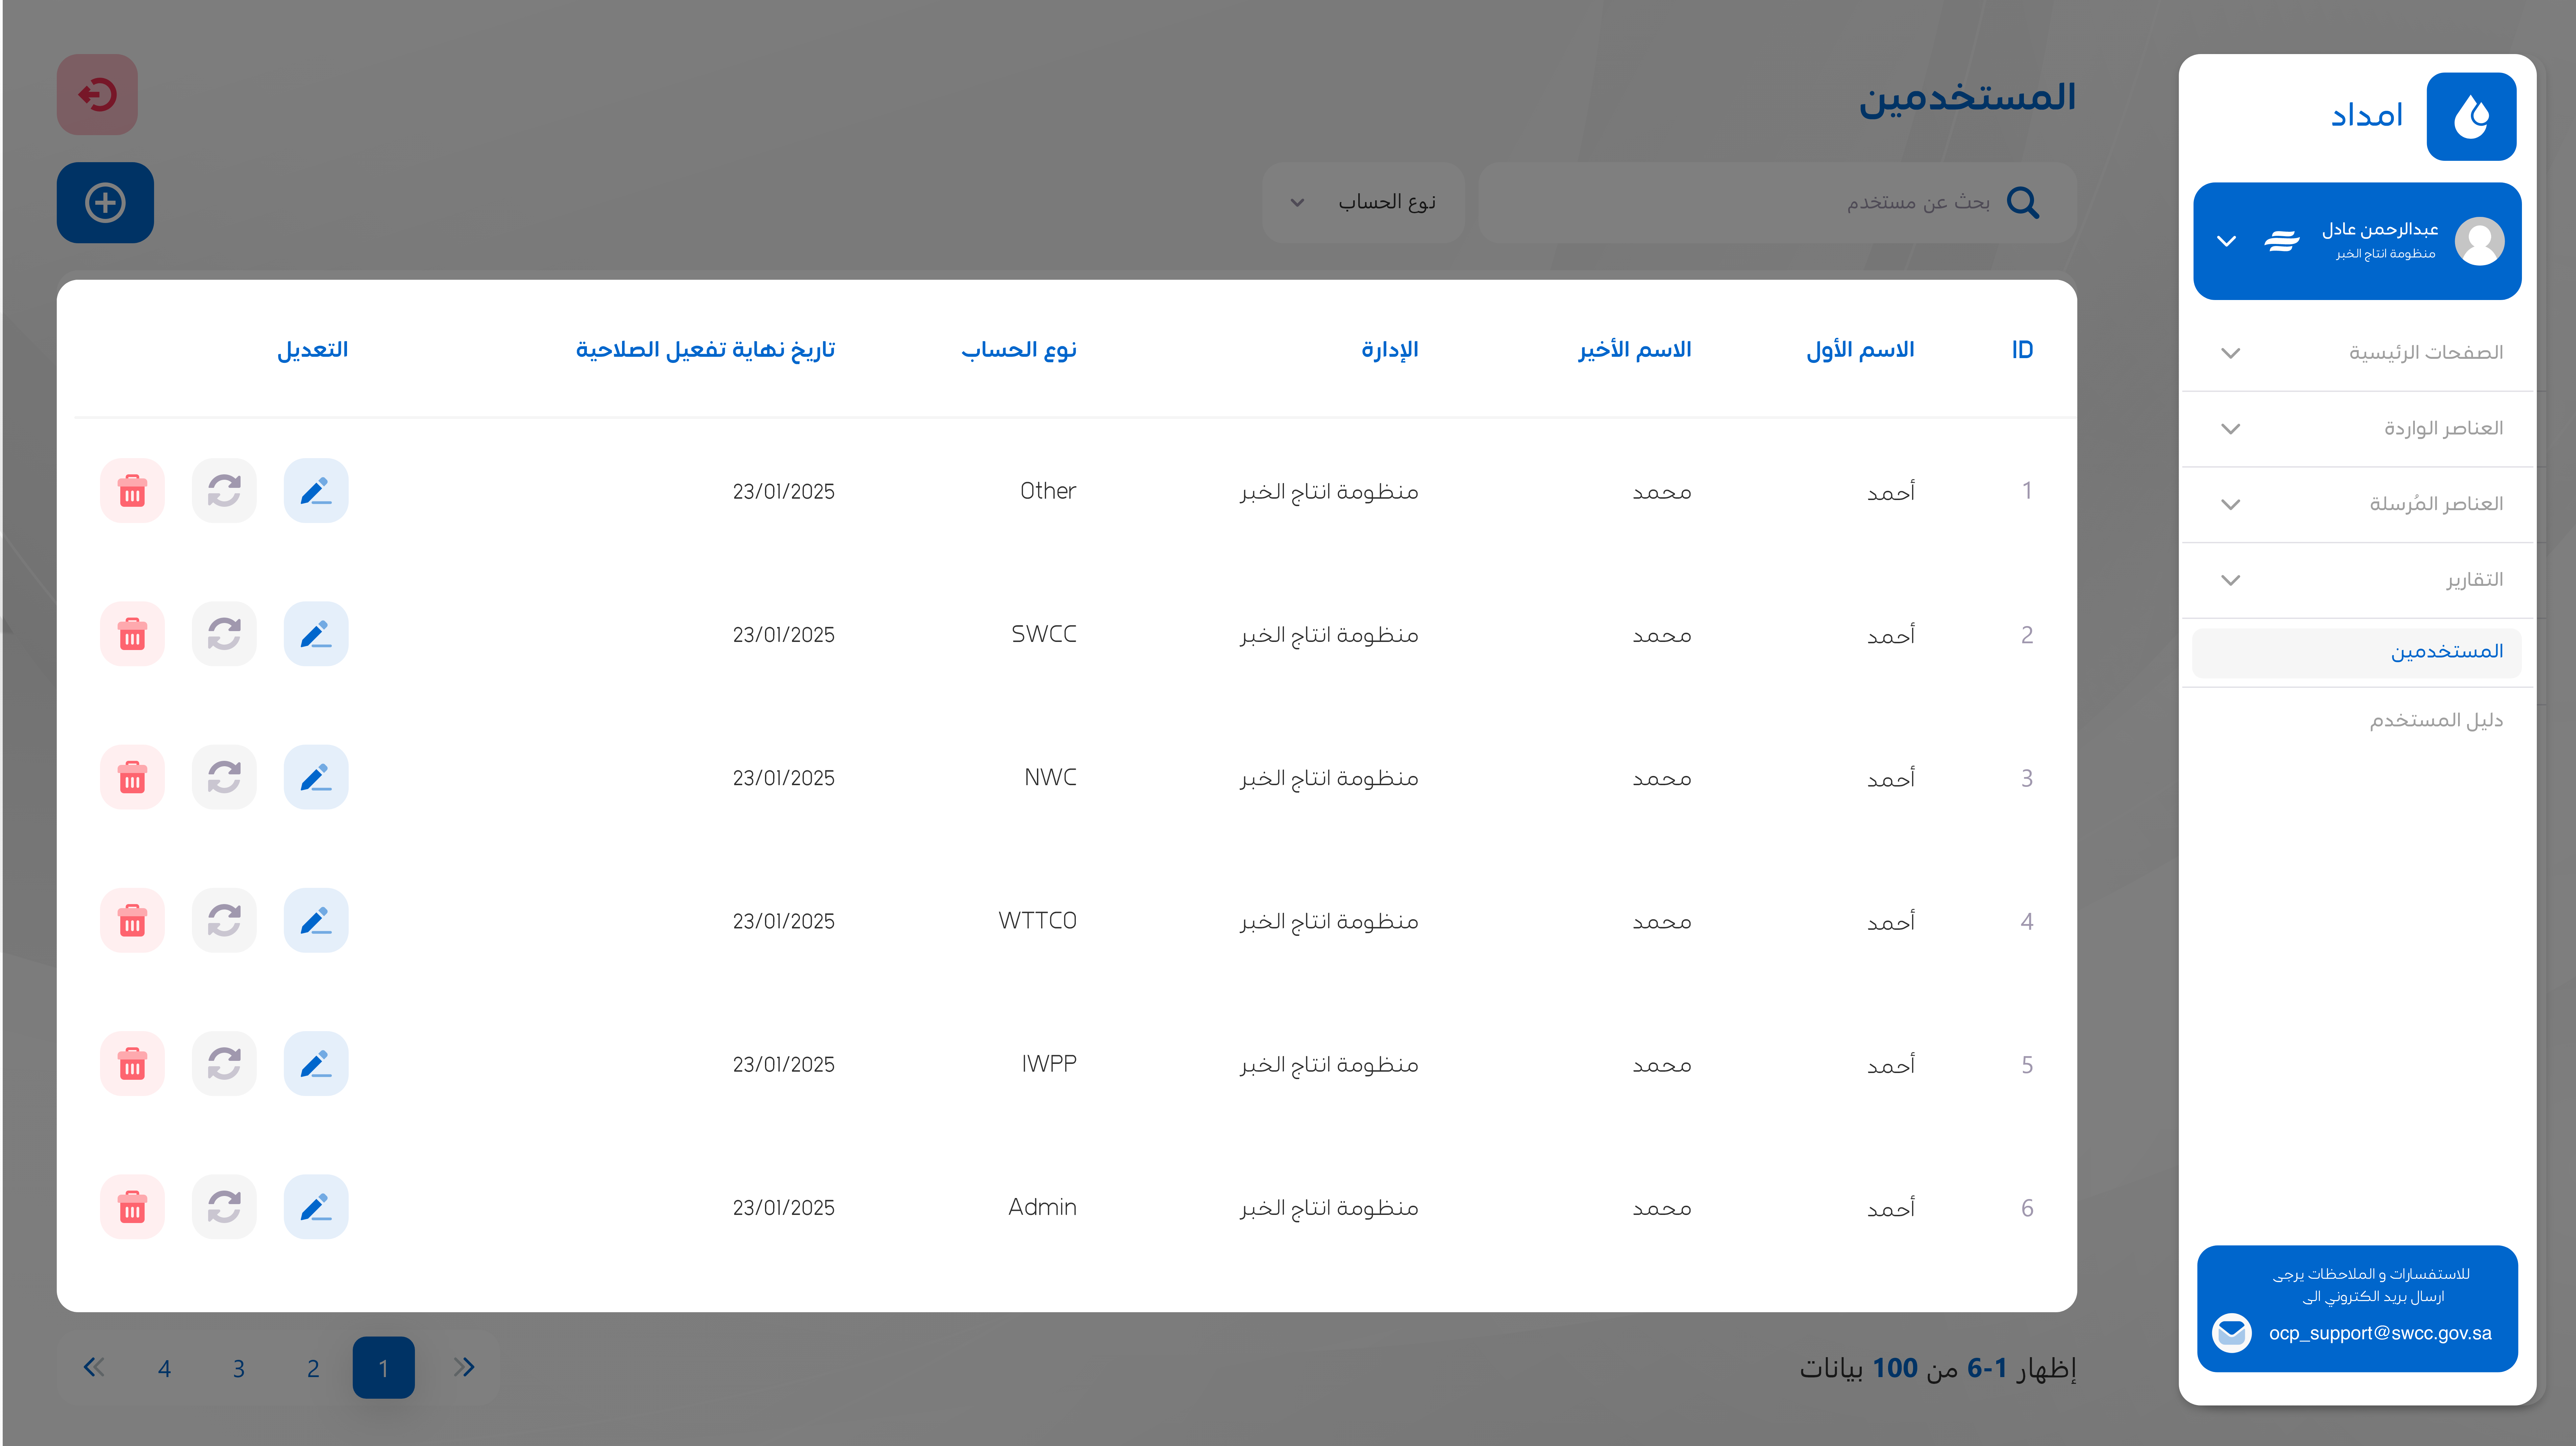 امداد
عبدالرحمن عادل
منظومة انتاج الخبر
الصفحات الرئيسية
العناصر الواردة
العناصر المُرسلة
التقارير
المستخدمين
دليل المستخدم
للاستفسارات و الملاحظات يرجى
ارسال بريد الكتروني الى
ocp_support@swcc.gov.sa
المستخدمين
بحث عن مستخدم
نوع الحساب
ID الاسم الأول الاسم الأخير الإدارة نوع الحساب تاريخ نهاية تفعيل الصلاحية التعديل
1 أحمد محمد منظومة انتاج الخبر Other 23/01/2025
2 أحمد محمد منظومة انتاج الخبر SWCC 23/01/2025
3 أحمد محمد منظومة انتاج الخبر NWC 23/01/2025
4 أحمد محمد منظومة انتاج الخبر WTTCO 23/01/2025
5 أحمد محمد منظومة انتاج الخبر IWPP 23/01/2025
6 أحمد محمد منظومة انتاج الخبر Admin 23/01/2025
إظهار 1-6 من 100 بيانات
1 2 3 4